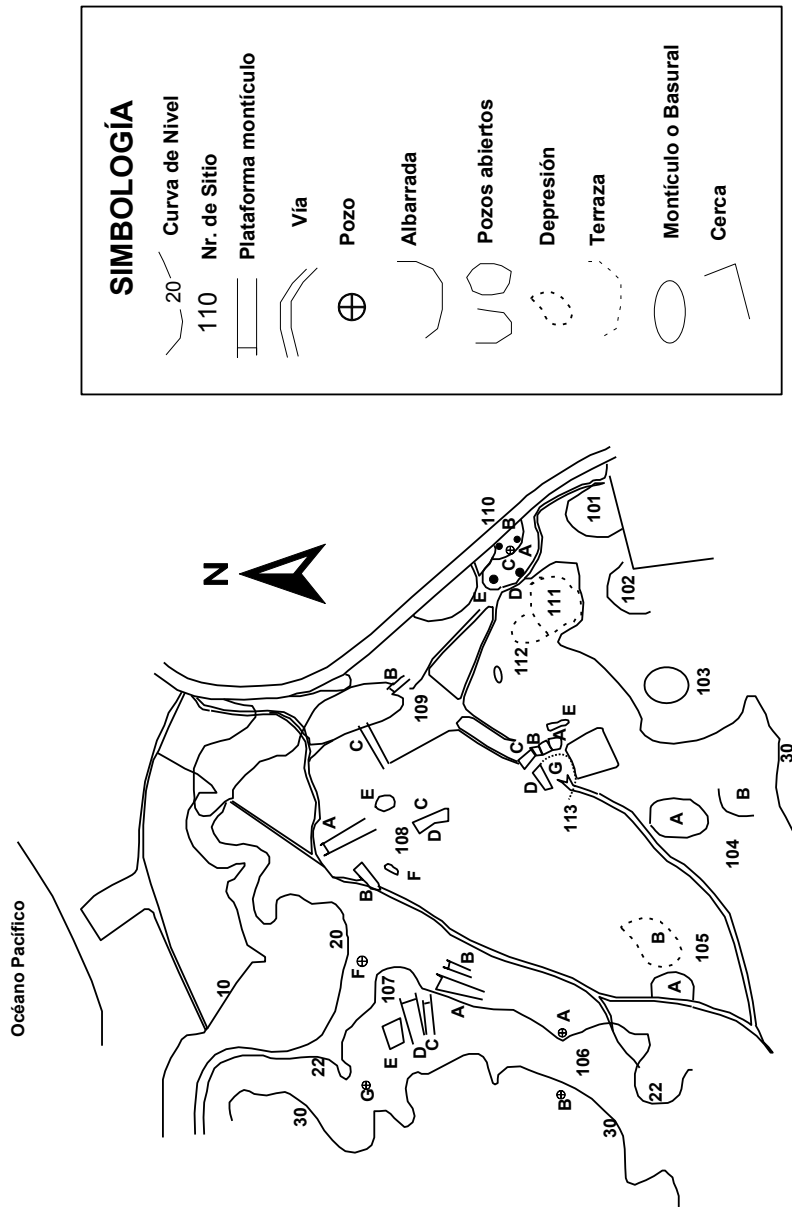 SIMBOLOGÍA
20 Curva de Nivel
110 Nr. de Sitio
Plataforma montículo
Vía
Pozo
Albarrada
Pozos abiertos
Depresión
Terraza
Montículo o Basural
Cerca
N
Océano Pacífico
10
20
22
30
F
G
107
E
D
C
A
B
106
A
B
30
22
108
A
B
C
D
E
F
109
B
C
110
A
B
C
D
E
101
102
103
111
112
113
A
B
C
D
E
G
30
104
A
B
105
A
B